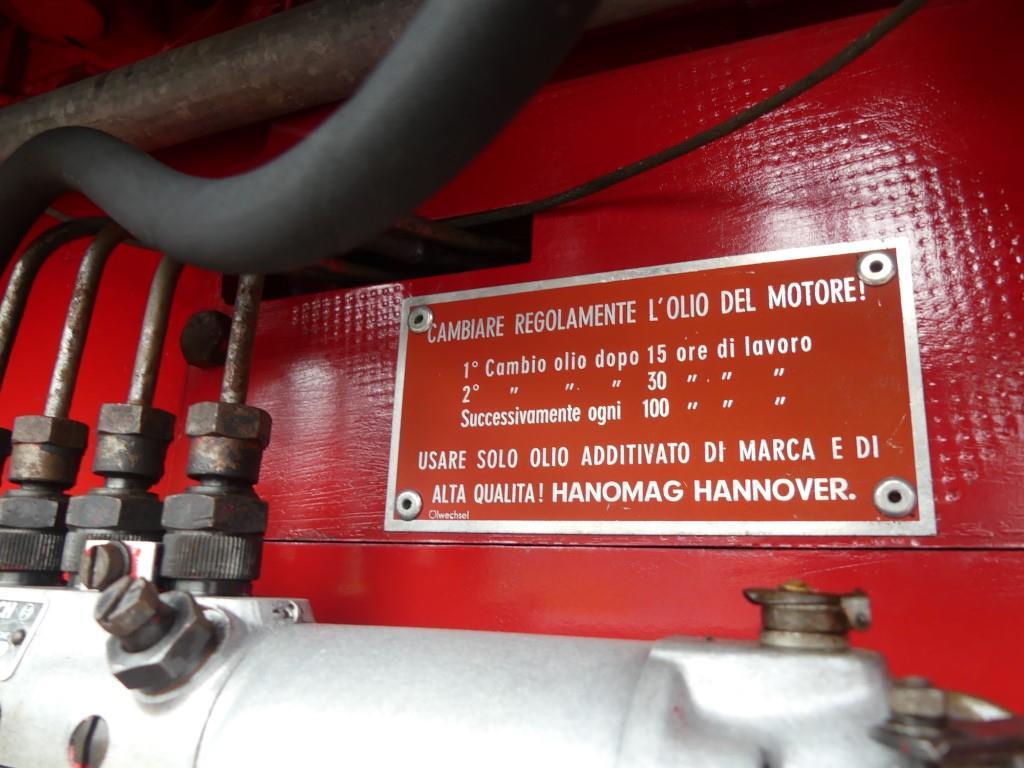 CAMBIARE REGOLAMENTE L'OLIO DEL MOTORE!
1° Cambio olio dopo 15 ore di lavoro
2° " " " 30 " " "
Successivamente ogni 100 " " "
USARE SOLO OLIO ADDITIVATO DI MARCA E DI
ALTA QUALITA! HANOMAG HANNOVER.
Ölwechsel